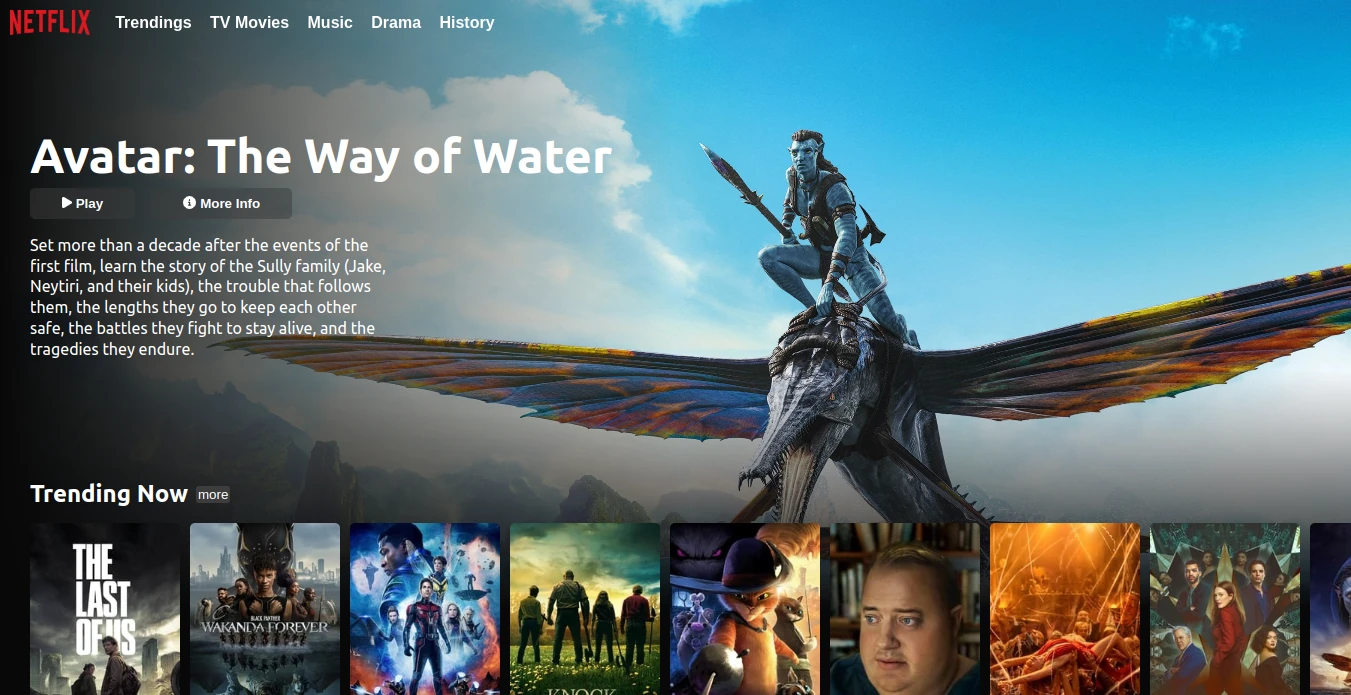 NETFLIX Trendings TV Movies Music Drama History
Avatar: The Way of Water
Play More Info
Set more than a decade after the events of the
first film, learn the story of the Sully family (Jake,
Neytiri, and their kids), the trouble that follows
them, the lengths they go to keep each other
safe, the battles they fight to stay alive, and the
tragedies they endure.
Trending Now more
THE
LAST
OF US
BLACK PANTHER
WAKANDA FOREVER
KNOCK